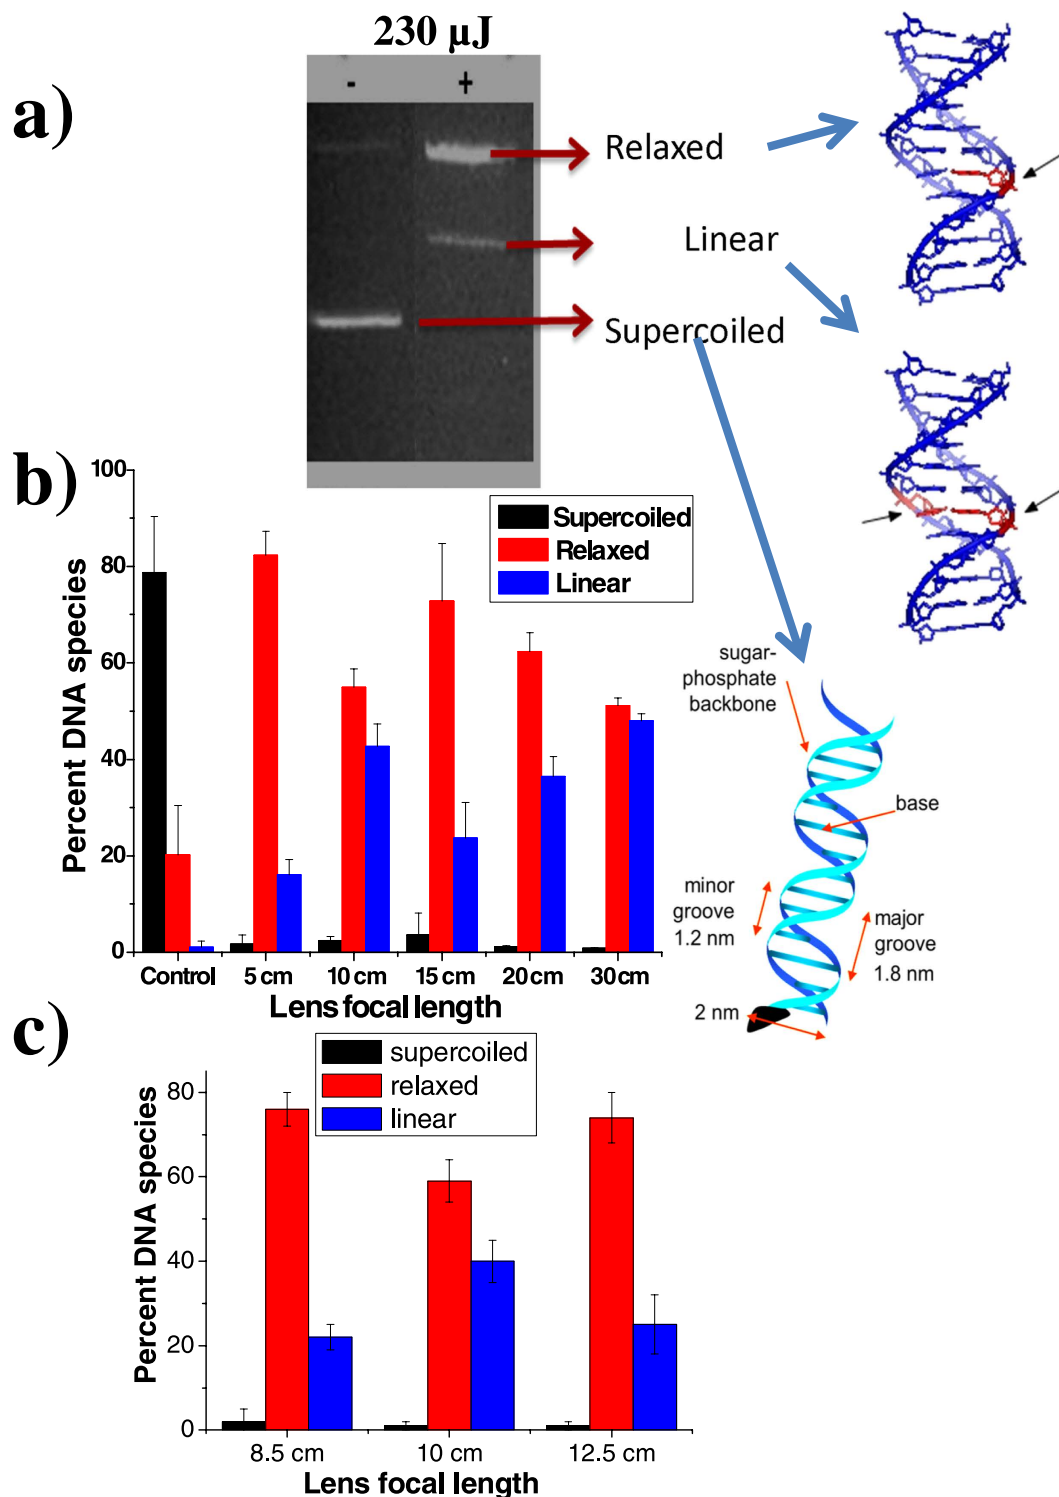 230 µJ
a)
- +
Relaxed
Linear
Supercoiled
b)
100
80
60
40
20
0
Percent DNA species
Supercoiled
Relaxed
Linear
Control 5 cm 10 cm 15 cm 20 cm 30 cm
Lens focal length
sugar-
phosphate
backbone
base
minor
groove
1.2 nm
major
groove
1.8 nm
2 nm
c)
80
60
40
20
0
Percent DNA species
supercoiled
relaxed
linear
8.5 cm 10 cm 12.5 cm
Lens focal length